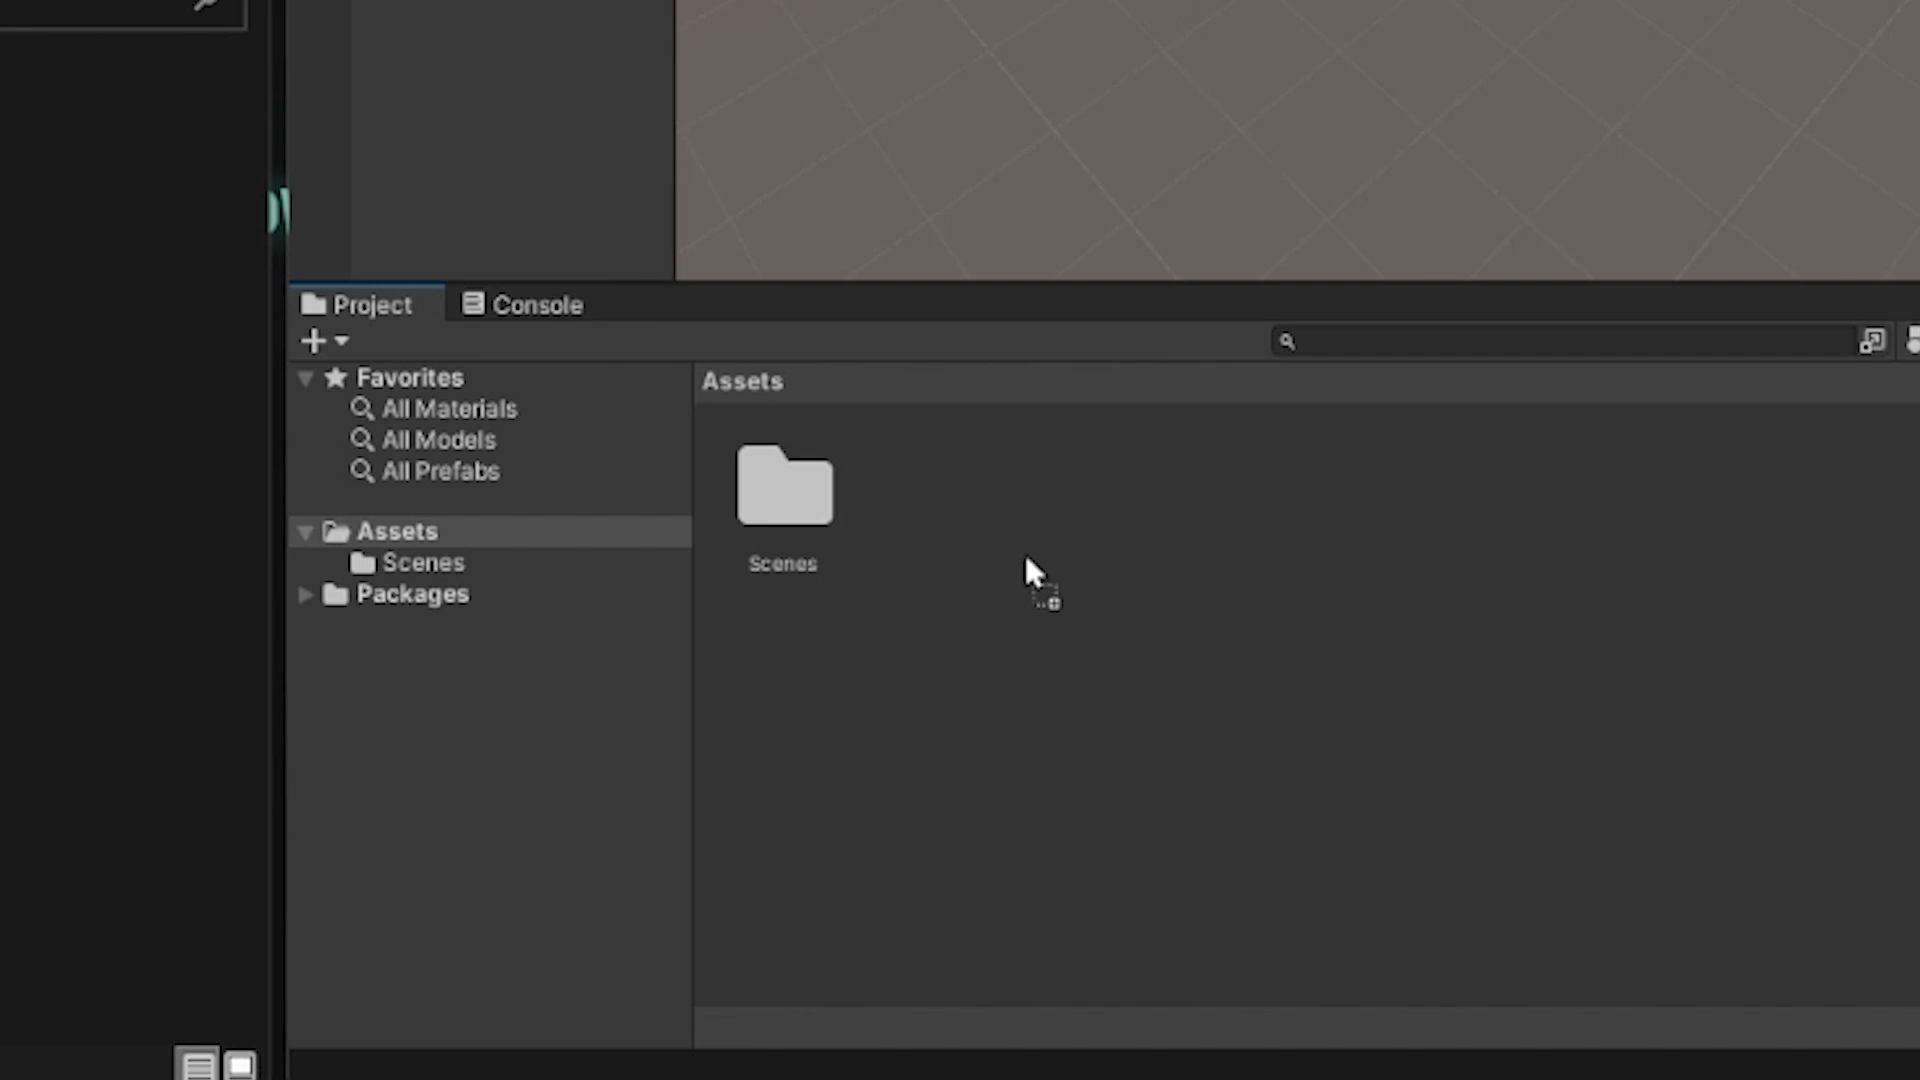 Project
Console
Favorites
All Materials
All Models
All Prefabs
Assets
Scenes
Packages
Assets
Scenes